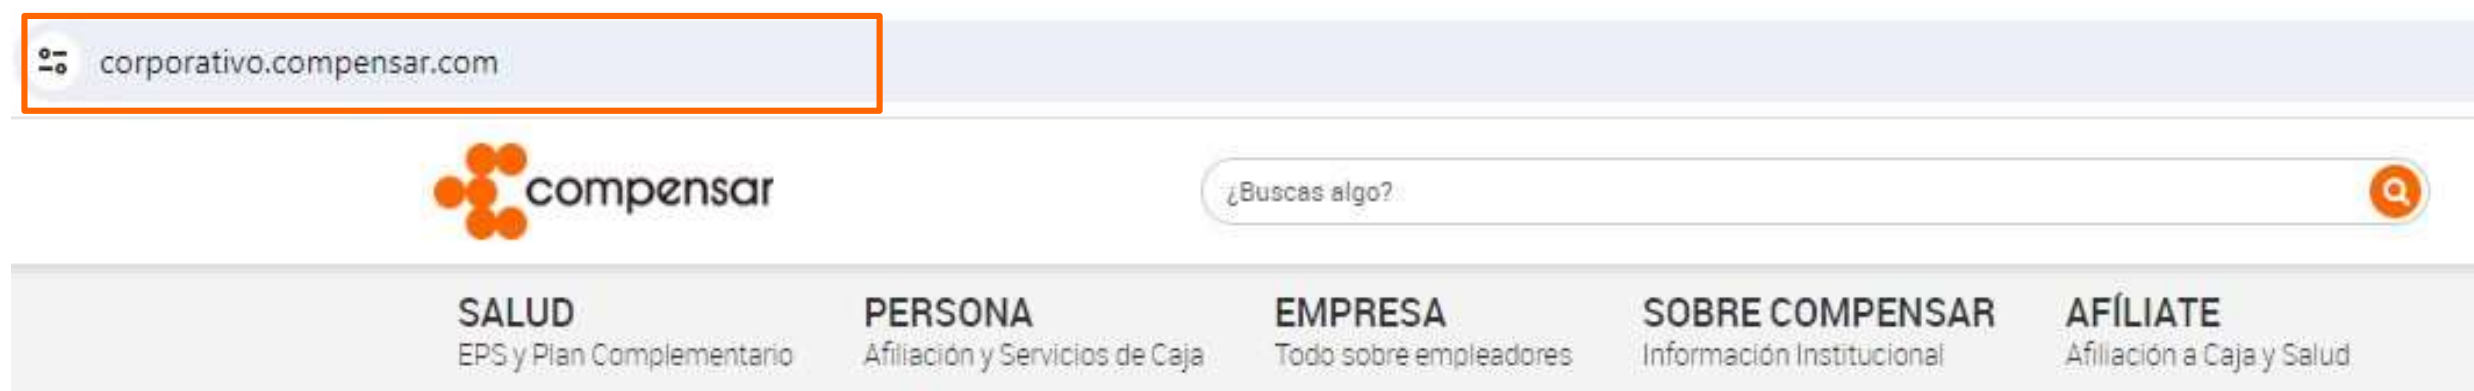 corporativo.compensar.com
compensar
¿Buscas algo?
SALUD
EPS y Plan Complementario
PERSONA
Afiliación y Servicios de Caja
EMPRESA
Todo sobre empleadores
SOBRE COMPENSAR
Información Institucional
AFÍLIATE
Afiliación a Caja y Salud